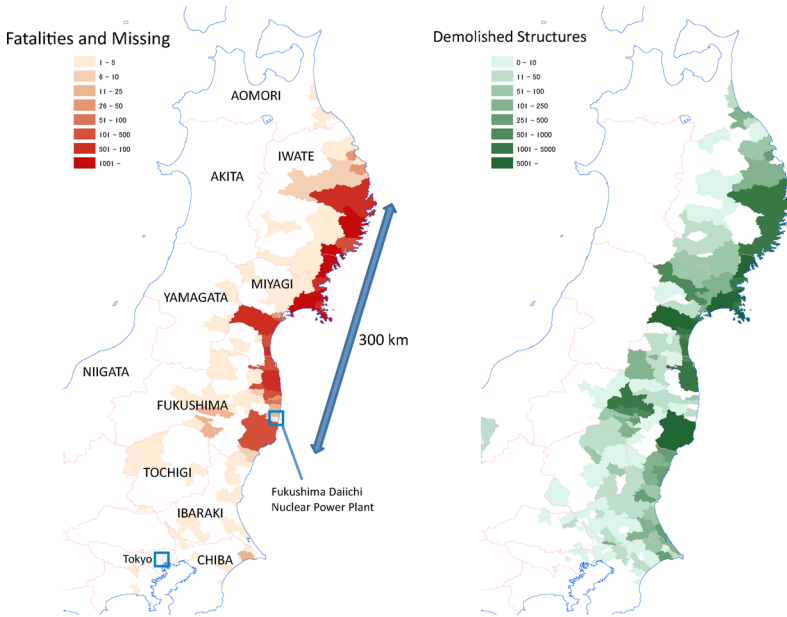 Fatalities and Missing
1 - 5
6 - 10
11 - 25
26 - 50
51 - 100
101 - 500
501 - 100
1001 -
AOMORI
IWATE
AKITA
MIYAGI
YAMAGATA
300 km
NIIGATA
FUKUSHIMA
TOCHIGI
Fukushima Daiichi
Nuclear Power Plant
IBARAKI
Tokyo
CHIBA
Demolished Structures
0 - 10
11 - 50
51 - 100
101 - 250
251 - 500
501 - 1000
1001 - 5000
5001 -